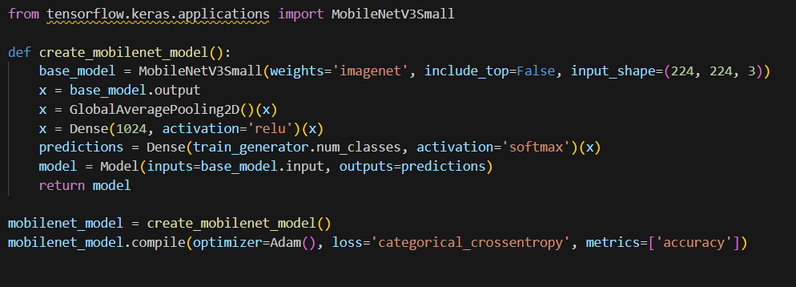 from tensorflow.keras.applications import MobileNetV3Small
def create_mobilenet_model():
    base_model = MobileNetV3Small(weights='imagenet', include_top=False, input_shape=(224, 224, 3))
    x = base_model.output
    x = GlobalAveragePooling2D()(x)
    x = Dense(1024, activation='relu')(x)
    predictions = Dense(train_generator.num_classes, activation='softmax')(x)
    model = Model(inputs=base_model.input, outputs=predictions)
    return model
mobilenet_model = create_mobilenet_model()
mobilenet_model.compile(optimizer=Adam(), loss='categorical_crossentropy', metrics=['accuracy'])